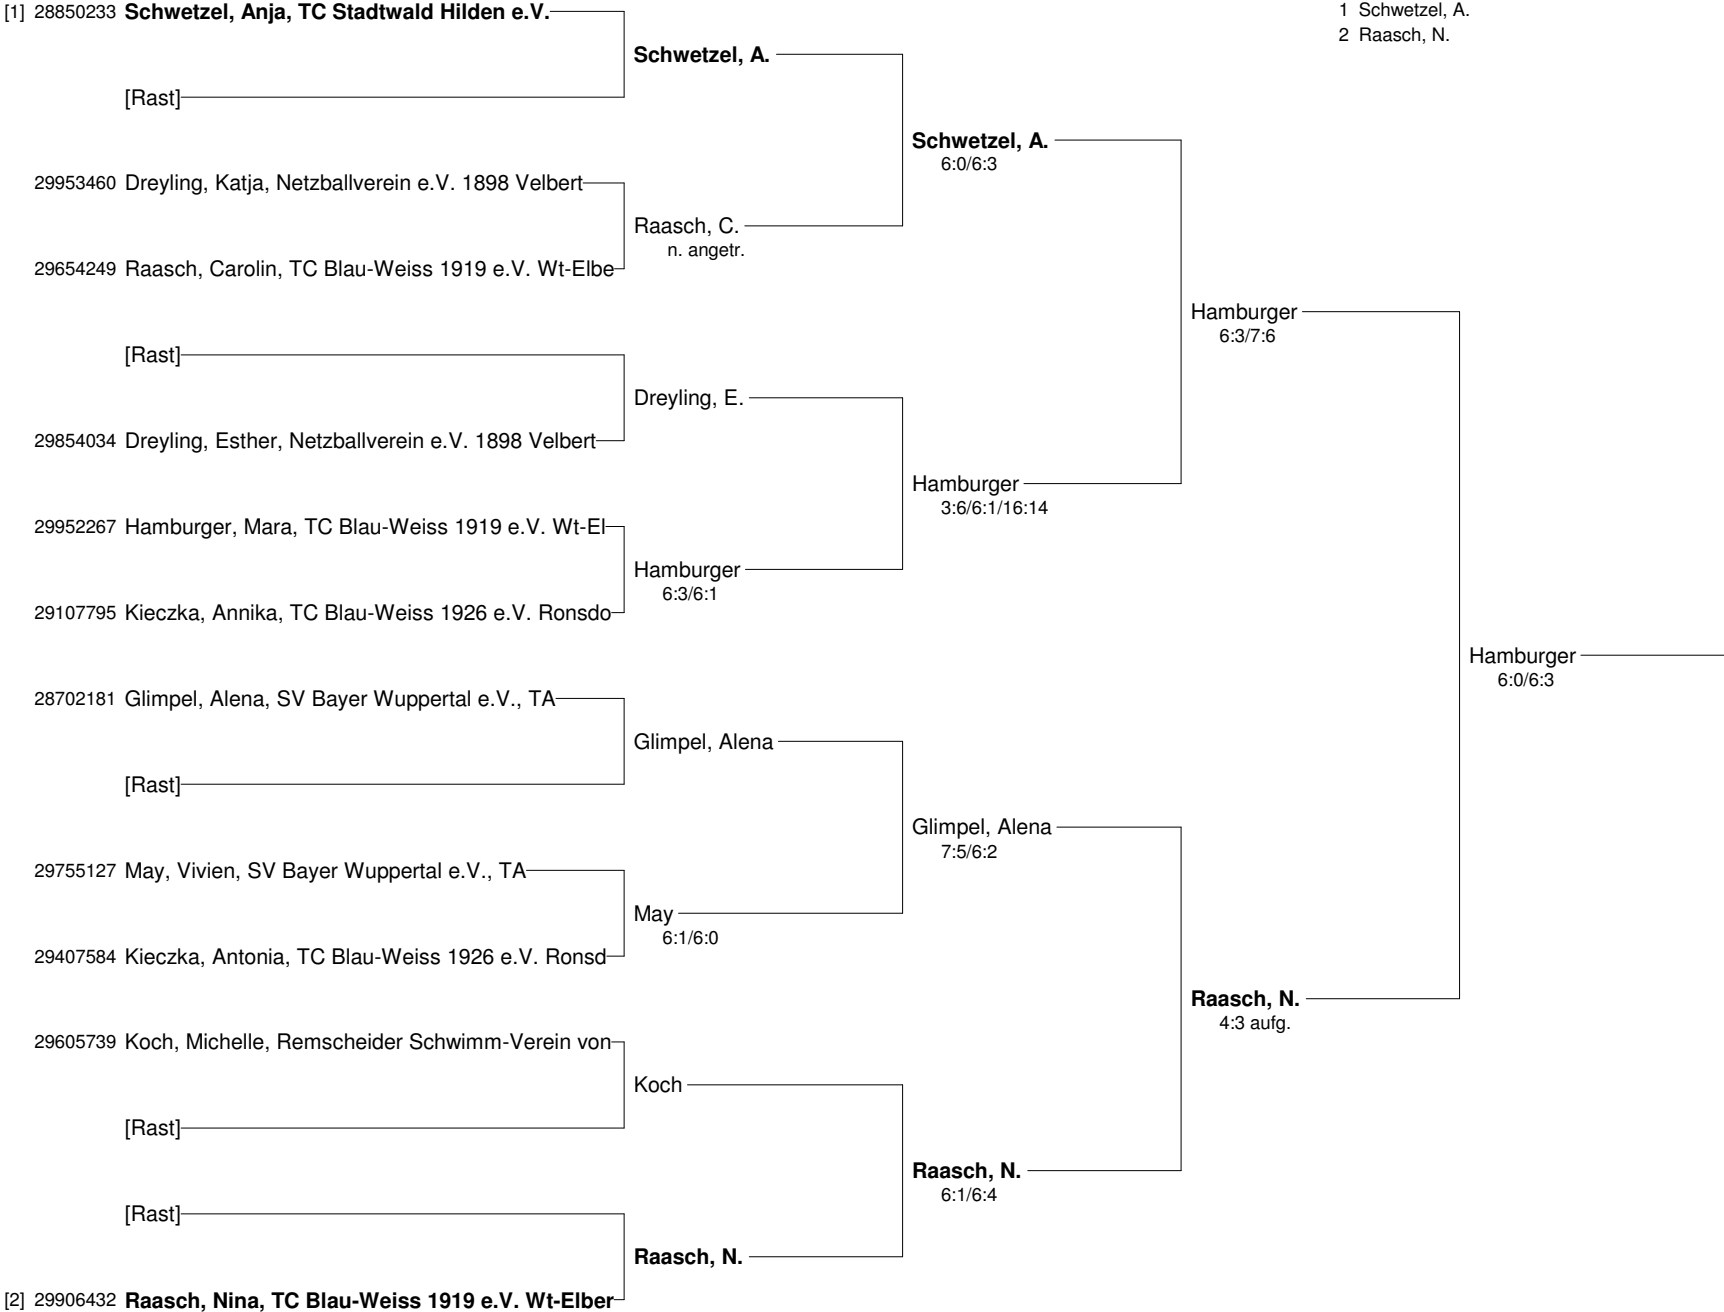 [1] 28850233 Schwetzel, Anja, TC Stadtwald Hilden e.V.
1 Schwetzel, A.
2 Raasch, N.
Schwetzel, A.
[Rast]
Schwetzel, A.
6:0/6:3
29953460 Dreyling, Katja, Netzballverein e.V. 1898 Velbert
Raasch, C.
n. angetr.
29654249 Raasch, Carolin, TC Blau-Weiss 1919 e.V. Wt-Elbe
Hamburger
6:3/7:6
[Rast]
Dreyling, E.
29854034 Dreyling, Esther, Netzballverein e.V. 1898 Velbert
Hamburger
3:6/6:1/16:14
29952267 Hamburger, Mara, TC Blau-Weiss 1919 e.V. Wt-El
Hamburger
6:3/6:1
29107795 Kieczka, Annika, TC Blau-Weiss 1926 e.V. Ronsdo
Hamburger
6:0/6:3
28702181 Glimpel, Alena, SV Bayer Wuppertal e.V., TA
Glimpel, Alena
[Rast]
Glimpel, Alena
7:5/6:2
29755127 May, Vivien, SV Bayer Wuppertal e.V., TA
May
6:1/6:0
29407584 Kieczka, Antonia, TC Blau-Weiss 1926 e.V. Ronsd
Raasch, N.
4:3 aufg.
29605739 Koch, Michelle, Remscheider Schwimm-Verein von
Koch
[Rast]
Raasch, N.
6:1/6:4
[Rast]
Raasch, N.
[2] 29906432 Raasch, Nina, TC Blau-Weiss 1919 e.V. Wt-Elber